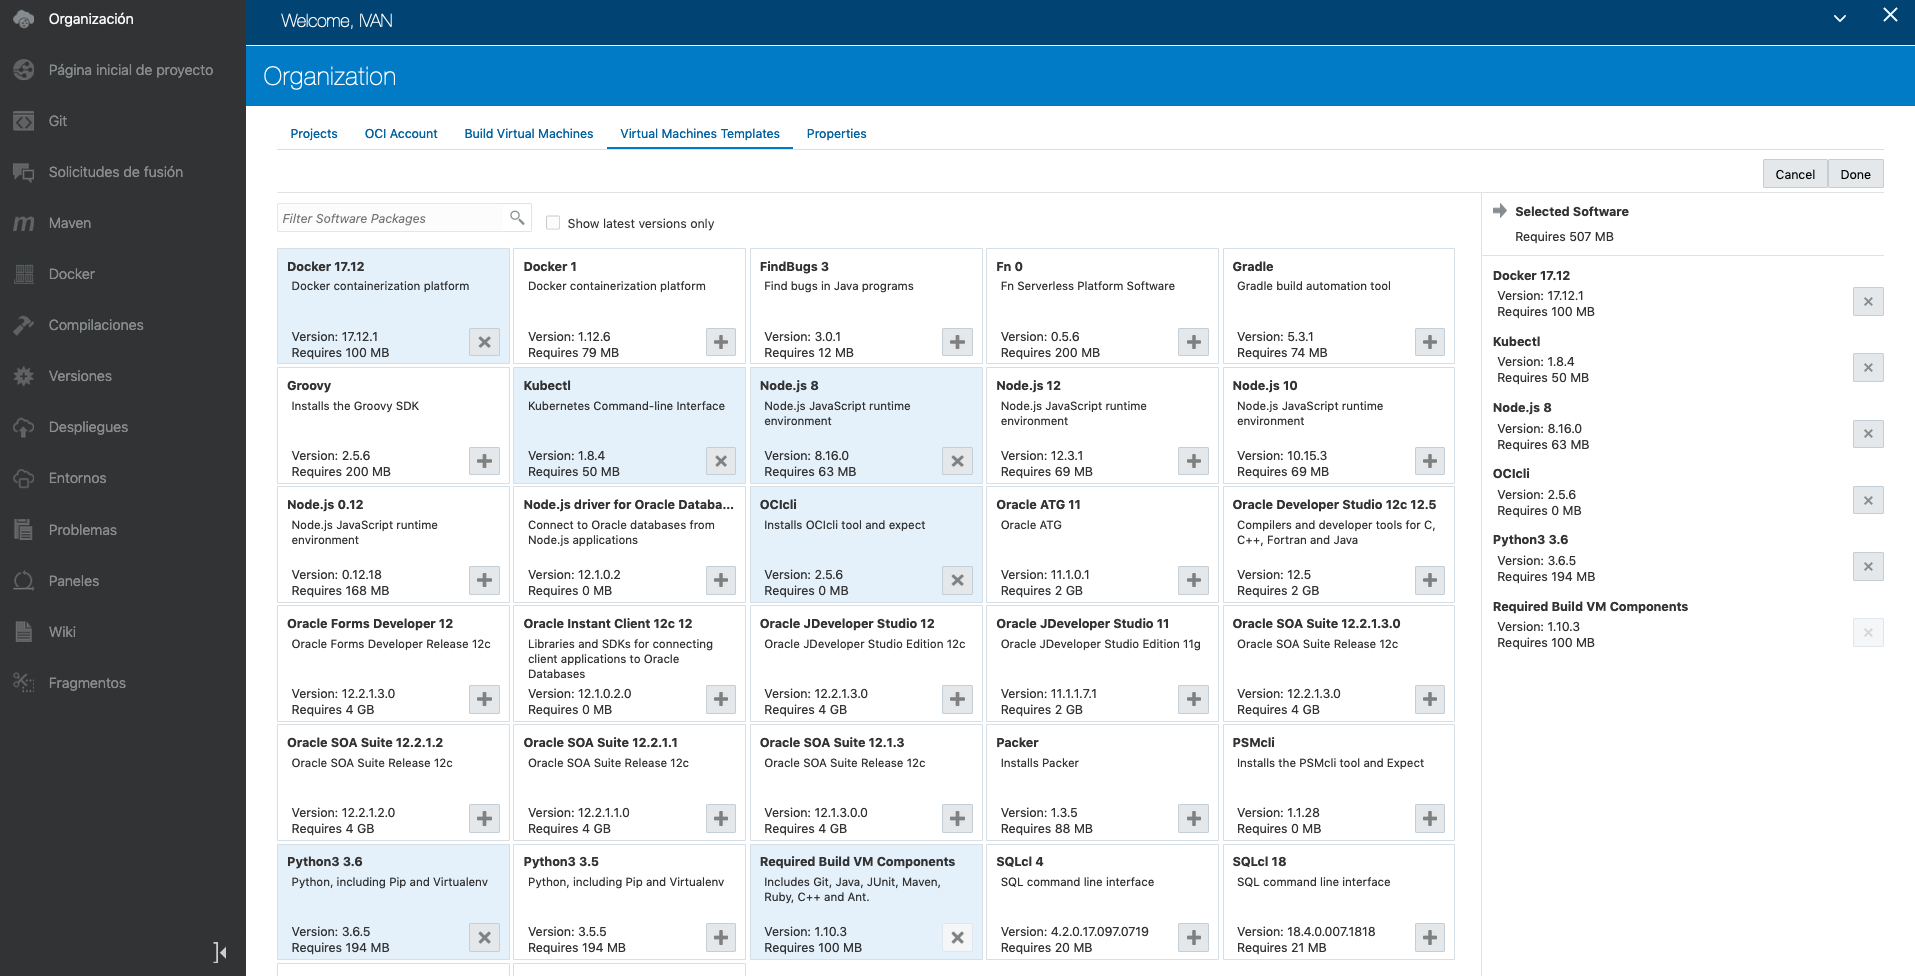 Organización
Página inicial de proyecto
Git
Solicitudes de fusión
Maven
Docker
Compilaciones
Versiones
Despliegues
Entornos
Problemas
Paneles
Wiki
Fragmentos
Welcome, IVAN
Organization
Projects
OCI Account
Build Virtual Machines
Virtual Machines Templates
Properties
Cancel
Done
Filter Software Packages
Show latest versions only
Docker 17.12
Docker containerization platform
Version: 17.12.1
Requires 100 MB
Docker 1
Docker containerization platform
Version: 1.12.6
Requires 79 MB
FindBugs 3
Find bugs in Java programs
Version: 3.0.1
Requires 12 MB
Fn 0
Fn Serverless Platform Software
Version: 0.5.6
Requires 200 MB
Gradle
Gradle build automation tool
Version: 5.3.1
Requires 74 MB
Groovy
Installs the Groovy SDK
Version: 2.5.6
Requires 200 MB
Kubectl
Kubernetes Command-line Interface
Version: 1.8.4
Requires 50 MB
Node.js 8
Node.js JavaScript runtime
environment
Version: 8.16.0
Requires 63 MB
Node.js 12
Node.js JavaScript runtime
environment
Version: 12.3.1
Requires 69 MB
Node.js 10
Node.js JavaScript runtime
environment
Version: 10.15.3
Requires 69 MB
Node.js 0.12
Node.js JavaScript runtime
environment
Version: 0.12.18
Requires 168 MB
Node.js driver for Oracle Databa...
Connect to Oracle databases from
Node.js applications
Version: 12.1.0.2
Requires 0 MB
OCIcli
Installs OCIcli tool and expect
Version: 2.5.6
Requires 0 MB
Oracle ATG 11
Oracle ATG
Version: 11.1.0.1
Requires 2 GB
Oracle Developer Studio 12c 12.5
Compilers and developer tools for C,
C++, Fortran and Java
Version: 12.5
Requires 2 GB
Oracle Forms Developer 12
Oracle Forms Developer Release 12c
Version: 12.2.1.3.0
Requires 4 GB
Oracle Instant Client 12c 12
Libraries and SDKs for connecting
client applications to Oracle
Databases
Version: 12.1.0.2.0
Requires 0 MB
Oracle JDeveloper Studio 12
Oracle JDeveloper Studio Edition 12c
Version: 12.2.1.3.0
Requires 4 GB
Oracle JDeveloper Studio 11
Oracle JDeveloper Studio Edition 11g
Version: 11.1.1.7.1
Requires 2 GB
Oracle SOA Suite 12.2.1.3.0
Oracle SOA Suite Release 12c
Version: 12.2.1.3.0
Requires 4 GB
Oracle SOA Suite 12.2.1.2
Oracle SOA Suite Release 12c
Version: 12.2.1.2.0
Requires 4 GB
Oracle SOA Suite 12.2.1.1
Oracle SOA Suite Release 12c
Version: 12.2.1.1.0
Requires 4 GB
Oracle SOA Suite 12.1.3
Oracle SOA Suite Release 12c
Version: 12.1.3.0.0
Requires 4 GB
Packer
Installs Packer
Version: 1.3.5
Requires 88 MB
PSMcli
Installs the PSMcli tool and Expect
Version: 1.1.28
Requires 0 MB
Python3 3.6
Python, including Pip and Virtualenv
Version: 3.6.5
Requires 194 MB
Python3 3.5
Python, including Pip and Virtualenv
Version: 3.5.5
Requires 194 MB
Required Build VM Components
Includes Git, Java, JUnit, Maven,
Ruby, C++ and Ant.
Version: 1.10.3
Requires 100 MB
SQLcl 4
SQL command line interface
Version: 4.2.0.17.097.0719
Requires 20 MB
SQLcl 18
SQL command line interface
Version: 18.4.0.007.1818
Requires 21 MB
Selected Software
Requires 507 MB
Docker 17.12
Version: 17.12.1
Requires 100 MB
Kubectl
Version: 1.8.4
Requires 50 MB
Node.js 8
Version: 8.16.0
Requires 63 MB
OCIcli
Version: 2.5.6
Requires 0 MB
Python3 3.6
Version: 3.6.5
Requires 194 MB
Required Build VM Components
Version: 1.10.3
Requires 100 MB